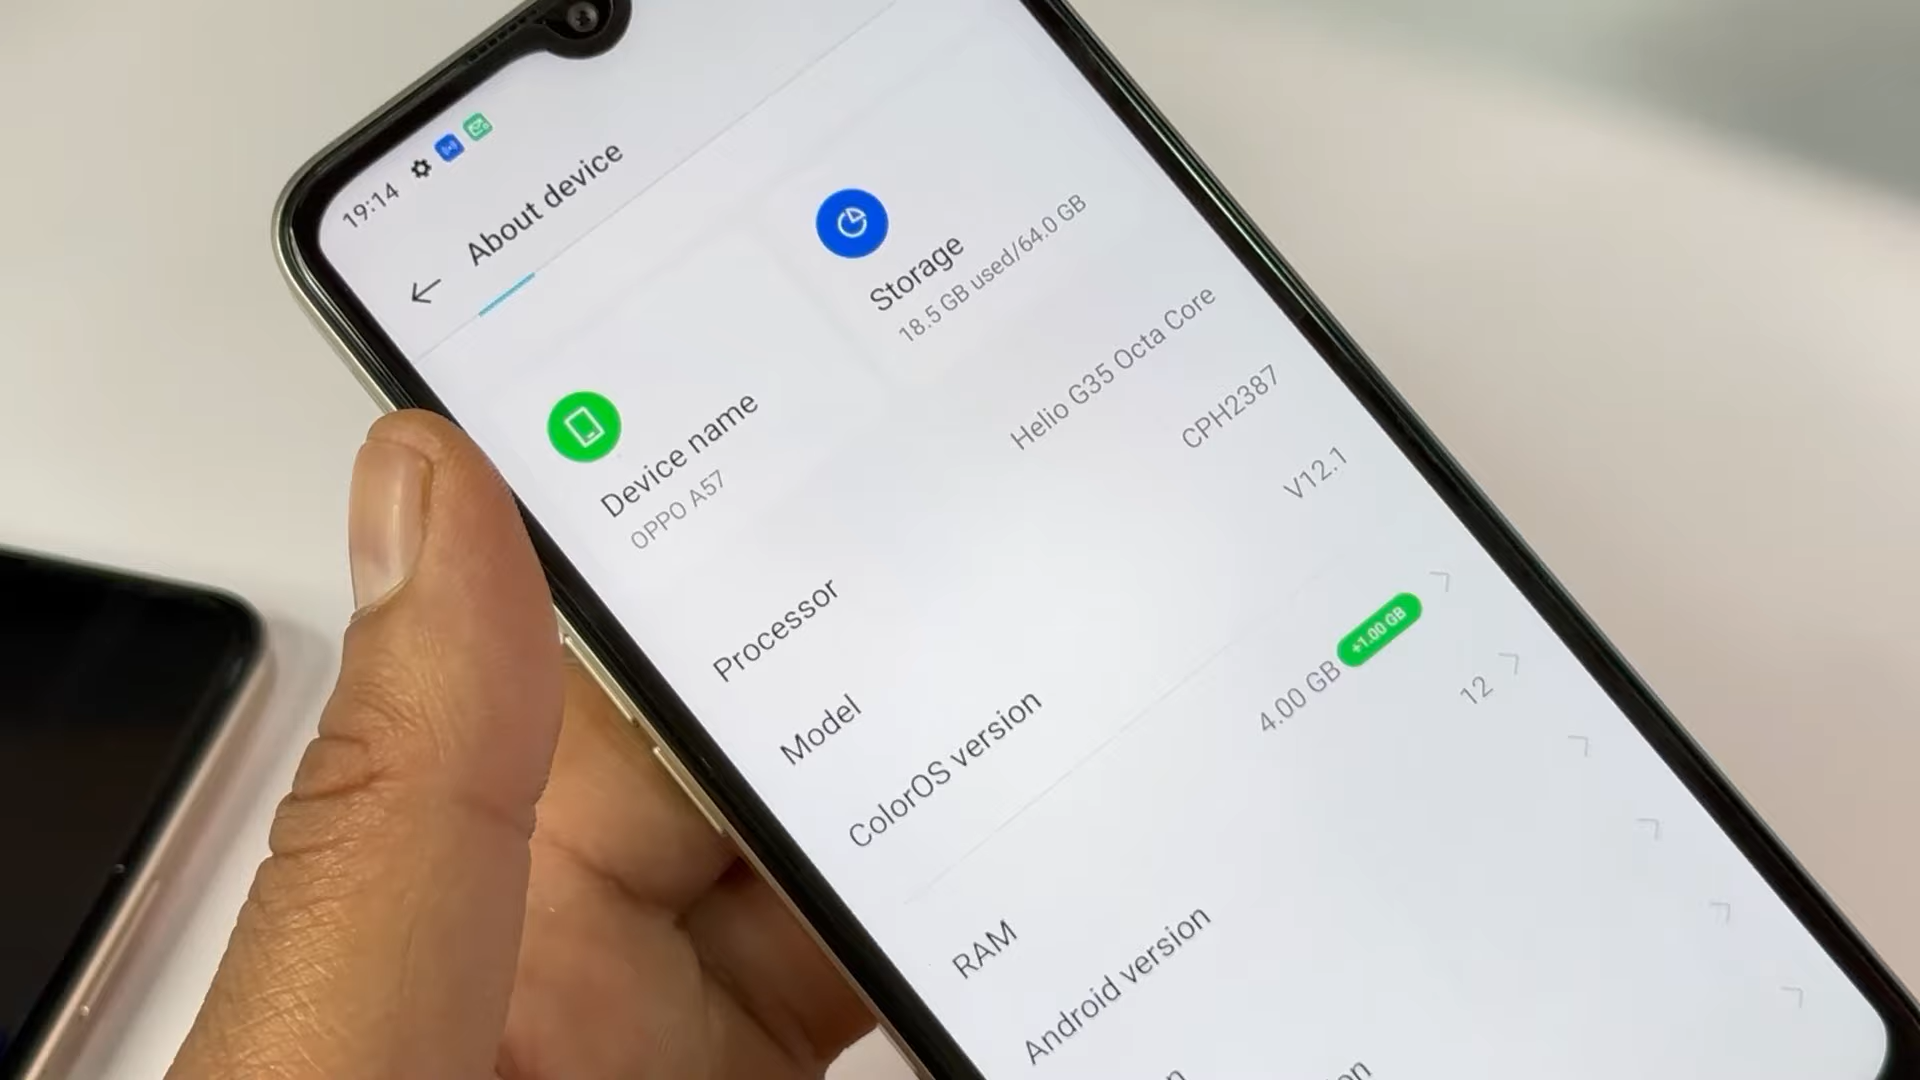 19:14
About device
Storage
18.5 GB used/64.0 GB
Device name
OPPO A57
Processor
Helio G35 Octa Core
Model
CPH2387
ColorOS version
V12.1
RAM
4.00 GB +1.00 GB
Android version
12